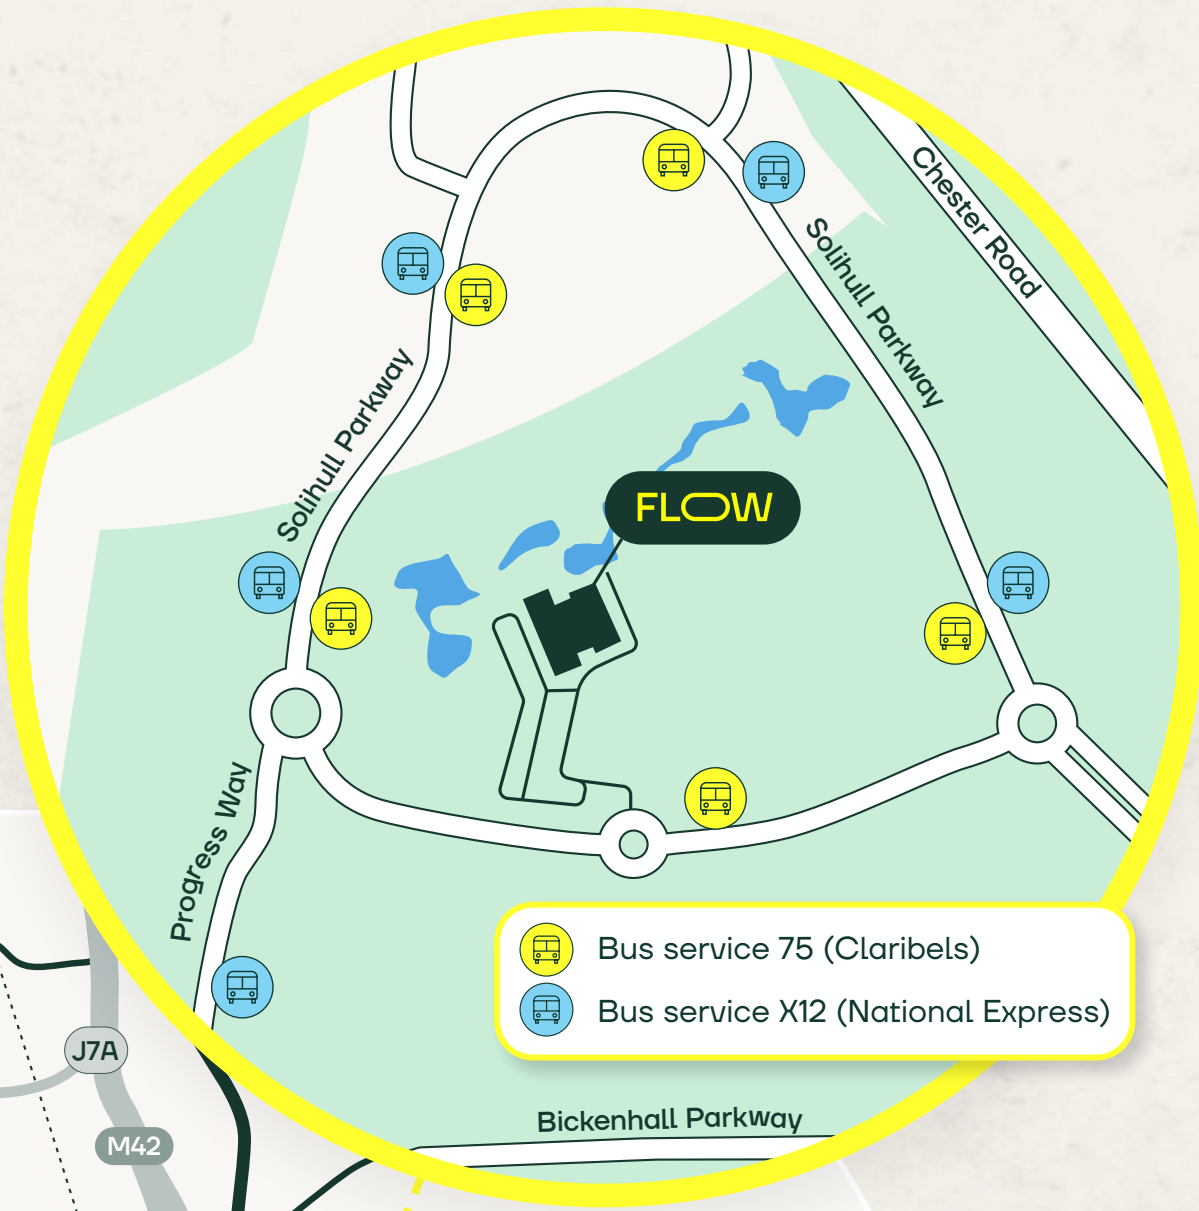 Chester Road
Solihull Parkway
Solihull Parkway
FLOW
Progress Way
Bus service 75 (Claribels)
Bus service X12 (National Express)
J7A
Bickenhall Parkway
M42